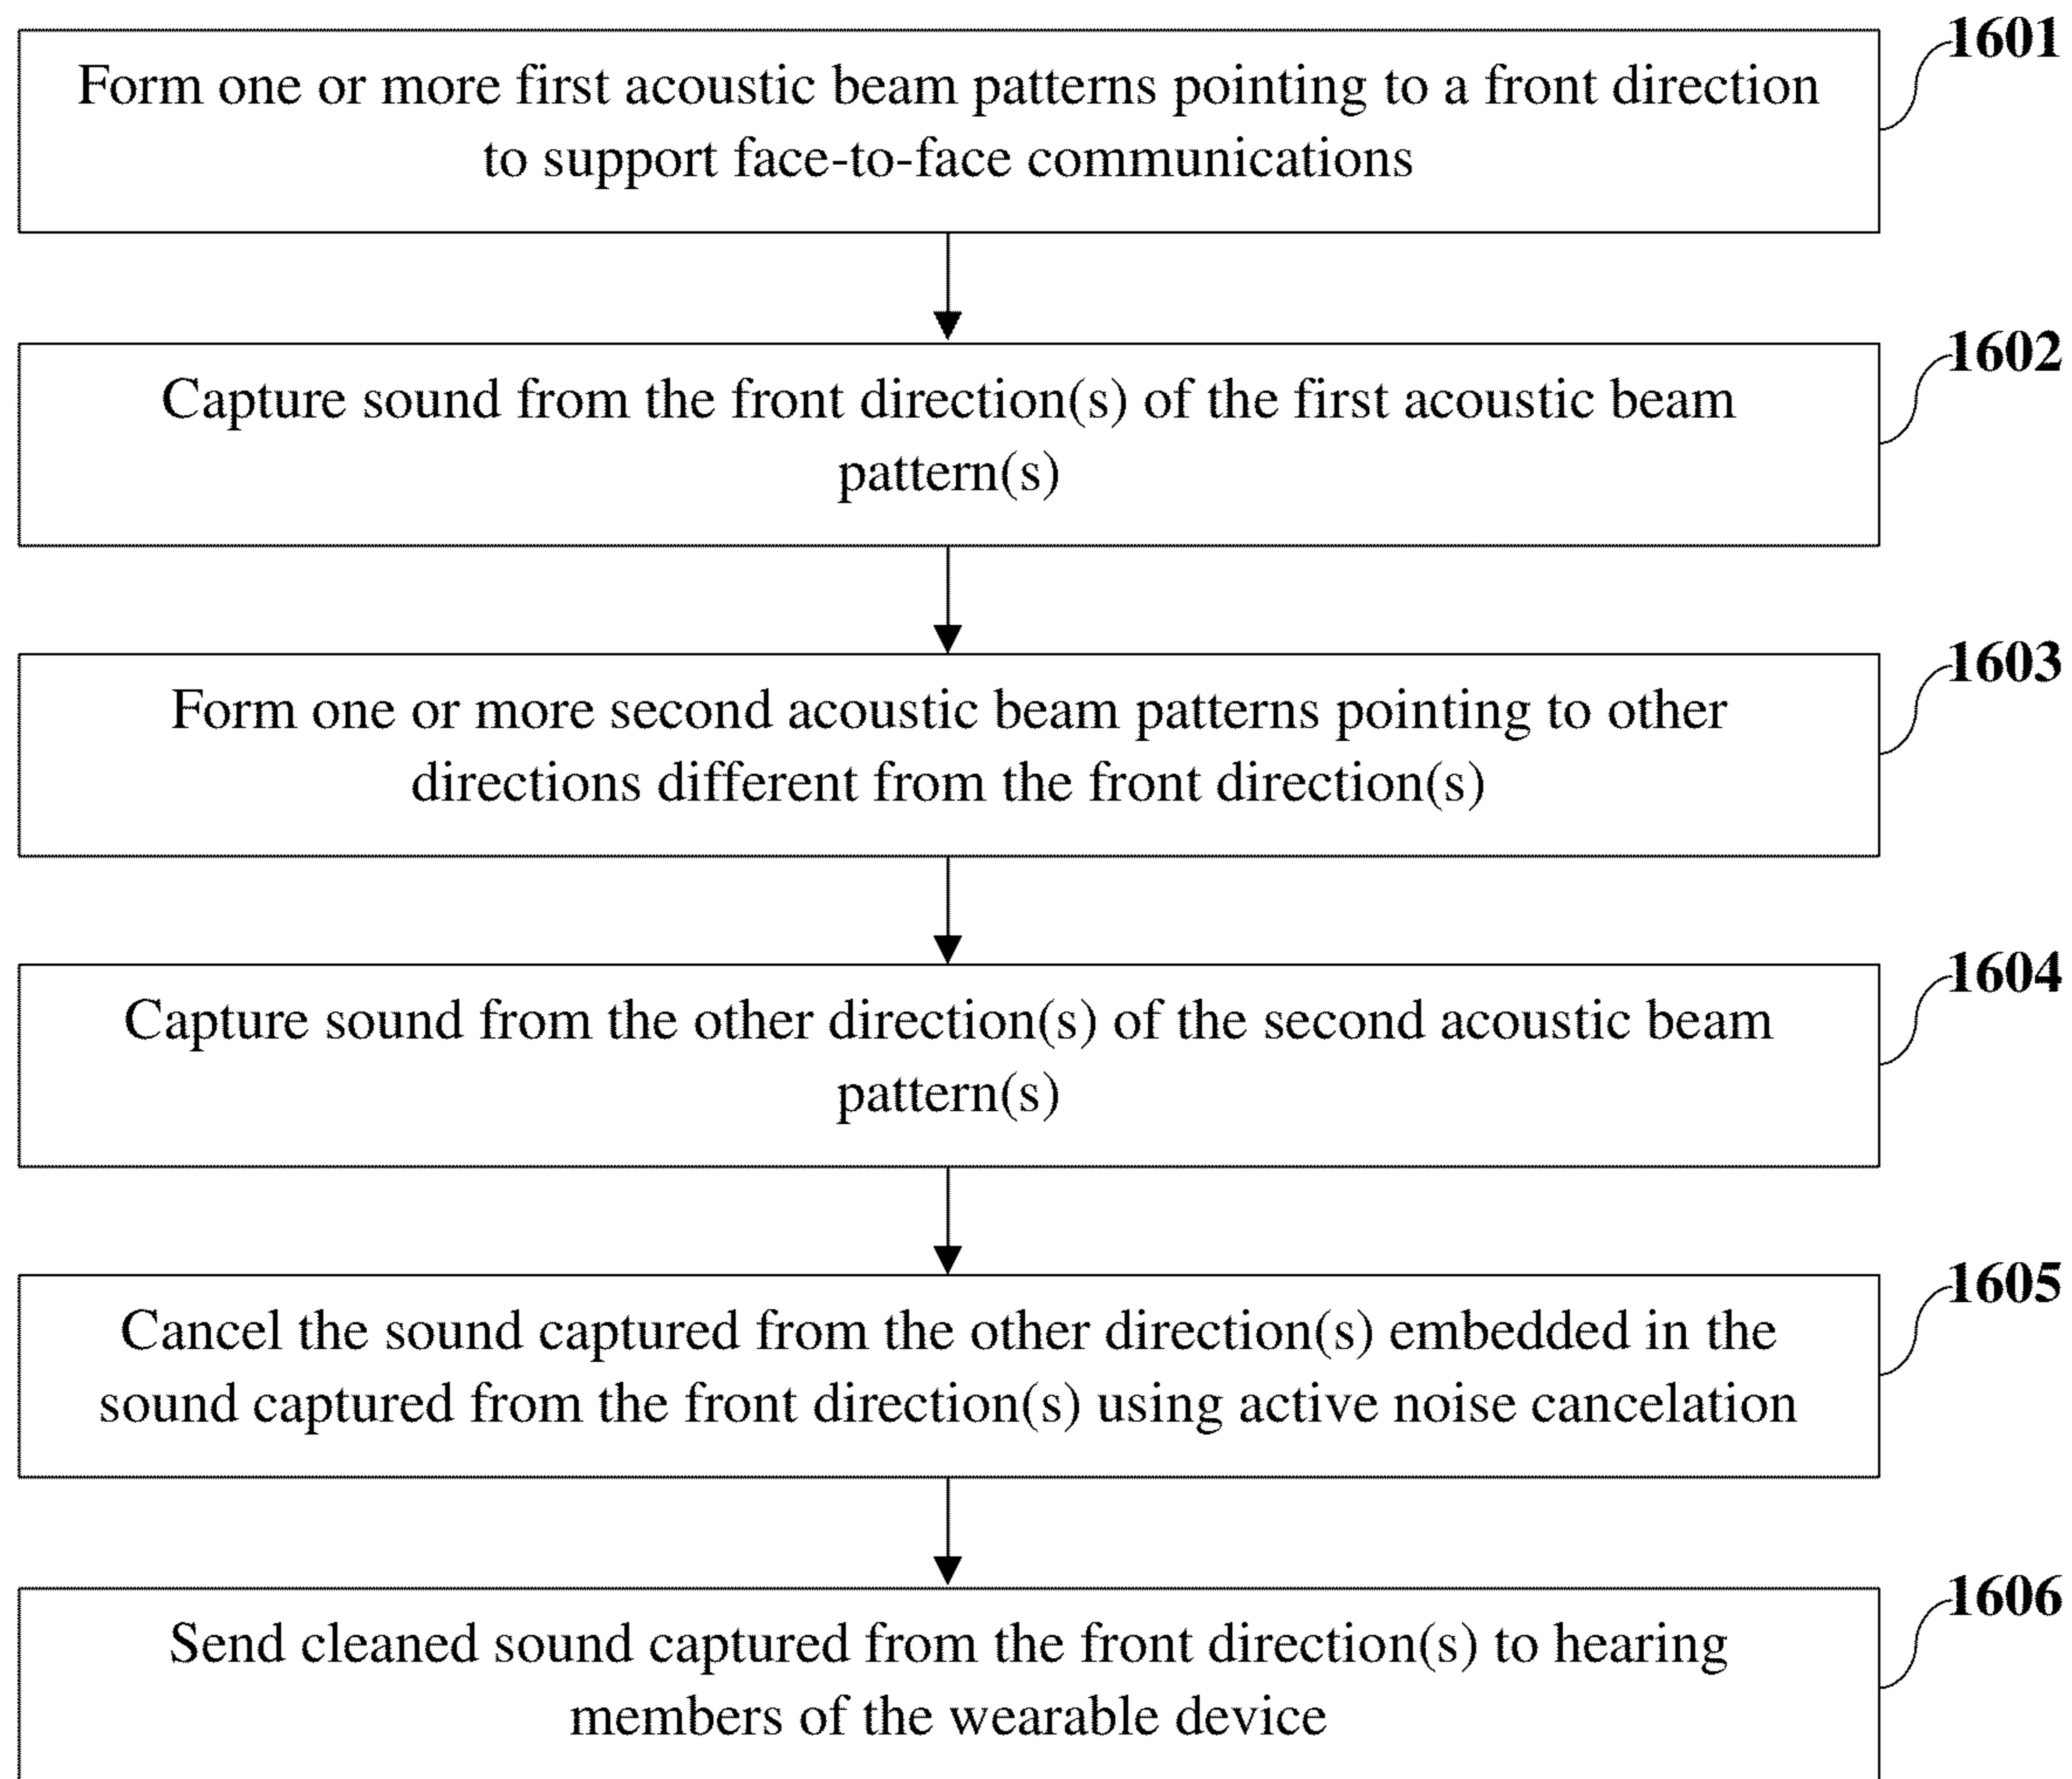 1601
Form one or more first acoustic beam patterns pointing to a front direction
to support face-to-face communications
1602
Capture sound from the front direction(s) of the first acoustic beam
pattern(s)
1603
Form one or more second acoustic beam patterns pointing to other
directions different from the front direction(s)
1604
Capture sound from the other direction(s) of the second acoustic beam
pattern(s)
1605
Cancel the sound captured from the other direction(s) embedded in the
sound captured from the front direction(s) using active noise cancelation
1606
Send cleaned sound captured from the front direction(s) to hearing
members of the wearable device